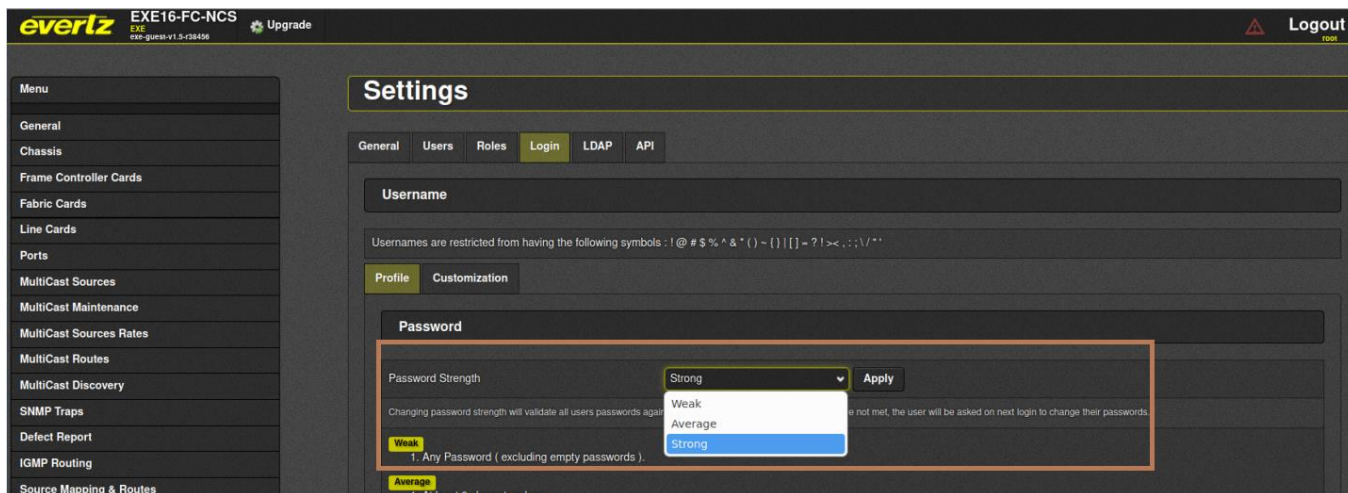 evertz
EXE16-FC-NCS
EXE
exe-guest-v1.5-r38456
Upgrade
Logout
root
Menu
General
Chassis
Frame Controller Cards
Fabric Cards
Line Cards
Ports
MultiCast Sources
MultiCast Maintenance
MultiCast Sources Rates
MultiCast Routes
MultiCast Discovery
SNMP Traps
Defect Report
IGMP Routing
Source Mapping & Routes
Settings
General Users Roles Login LDAP API
Username
Usernames are restricted from having the following symbols : ! @ # $ % ^ & * ( ) ~ { } | [ ] = ? ! > < , : ; \ / " '
Profile Customization
Password
Password Strength Strong Apply
Weak
Average
Strong
Changing password strength will validate all users passwords not met, the user will be asked on next login to change their passwords.
Weak
1. Any Password ( excluding empty passwords ).
Average